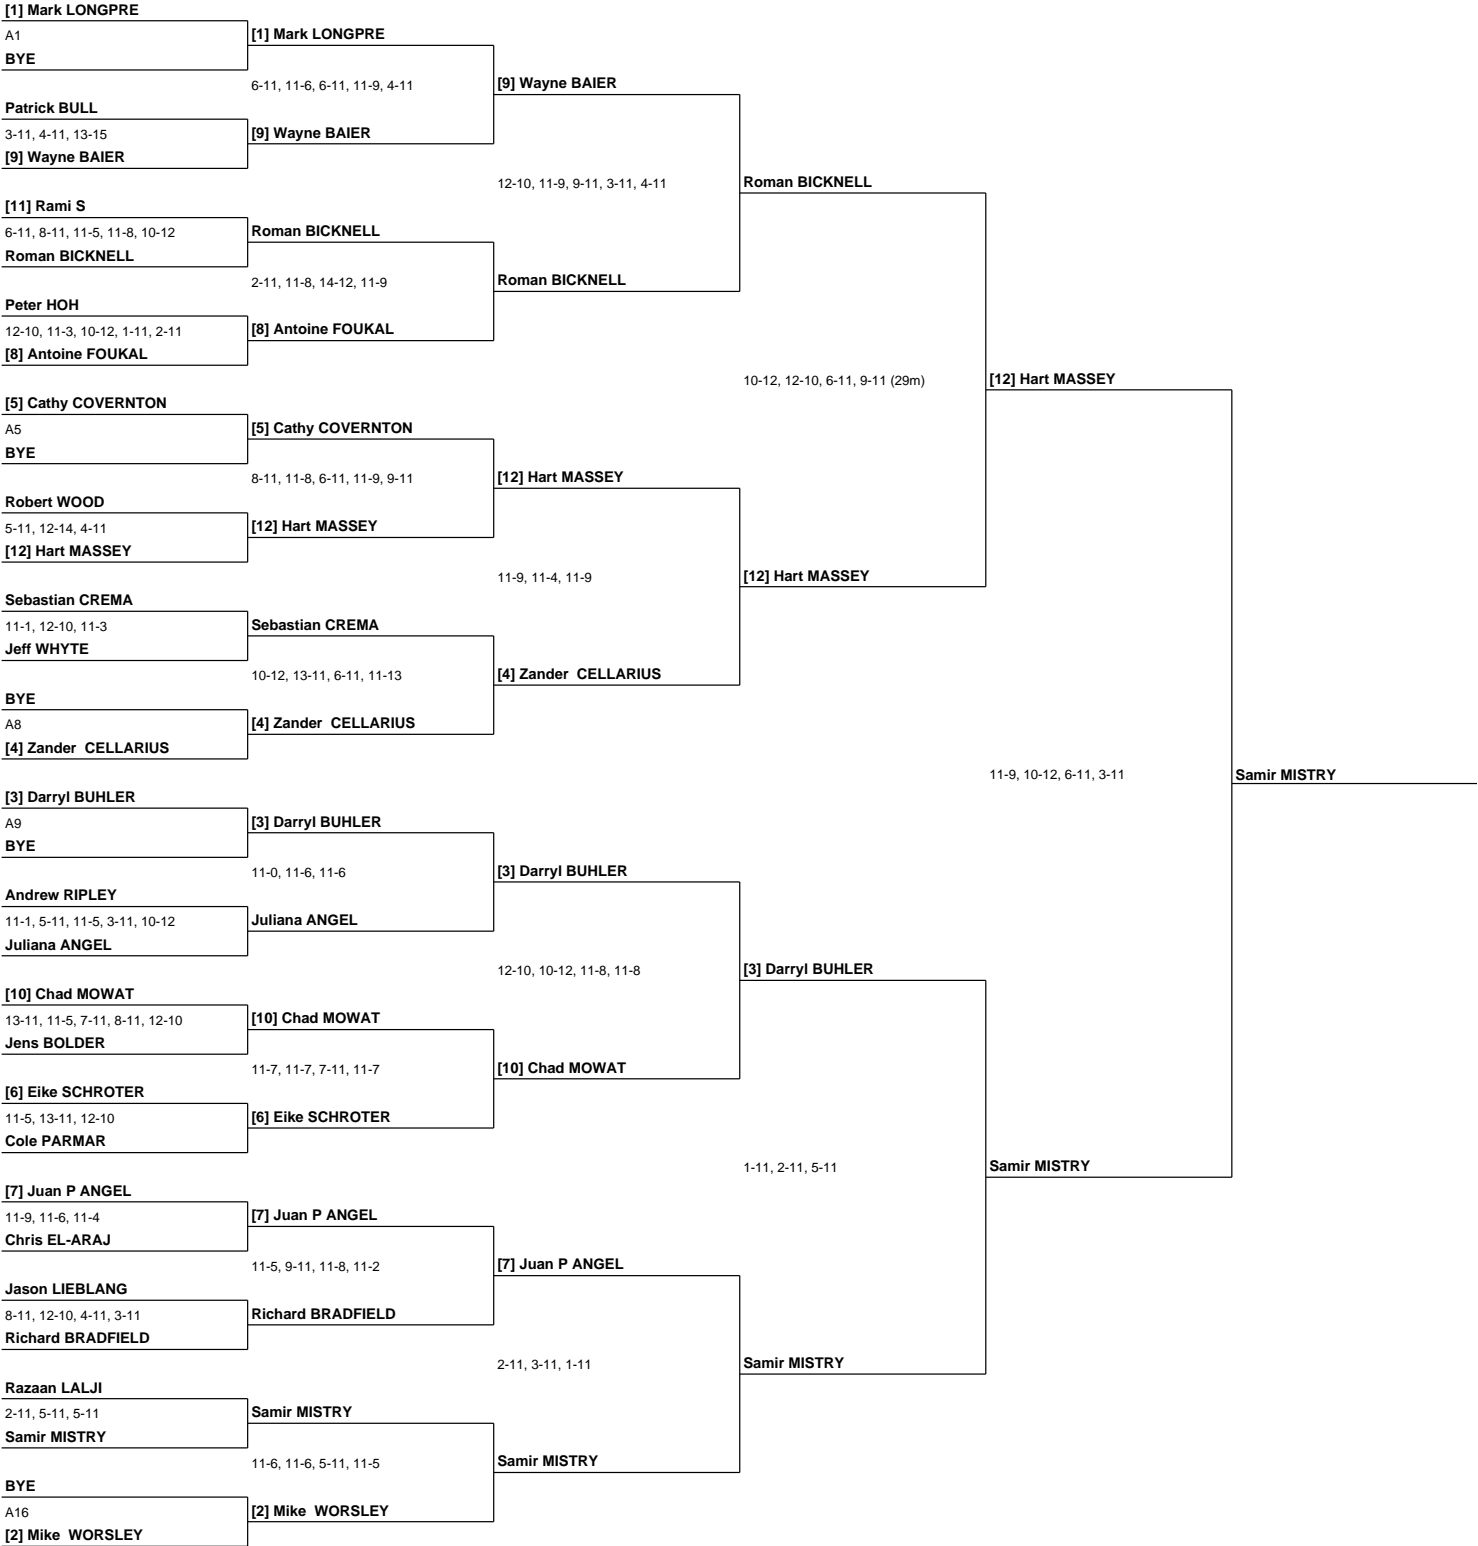 [1] Mark LONGPRE
A1
BYE
Patrick BULL
3-11, 4-11, 13-15
[9] Wayne BAIER
[11] Rami S
6-11, 8-11, 11-5, 11-8, 10-12
Roman BICKNELL
Peter HOH
12-10, 11-3, 10-12, 1-11, 2-11
[8] Antoine FOUKAL
[5] Cathy COVERNTON
A5
BYE
Robert WOOD
5-11, 12-14, 4-11
[12] Hart MASSEY
Sebastian CREMA
11-1, 12-10, 11-3
Jeff WHYTE
BYE
A8
[4] Zander CELLARIUS
[3] Darryl BUHLER
A9
BYE
Andrew RIPLEY
11-1, 5-11, 11-5, 3-11, 10-12
Juliana ANGEL
[10] Chad MOWAT
13-11, 11-5, 7-11, 8-11, 12-10
Jens BOLDER
[6] Eike SCHROTER
11-5, 13-11, 12-10
Cole PARMAR
[7] Juan P ANGEL
11-9, 11-6, 11-4
Chris EL-ARAJ
Jason LIEBLANG
8-11, 12-10, 4-11, 3-11
Richard BRADFIELD
Razaan LALJI
2-11, 5-11, 5-11
Samir MISTRY
BYE
A16
[2] Mike WORSLEY
[1] Mark LONGPRE
6-11, 11-6, 6-11, 11-9, 4-11
[9] Wayne BAIER
Roman BICKNELL
2-11, 11-8, 14-12, 11-9
[8] Antoine FOUKAL
[5] Cathy COVERNTON
8-11, 11-8, 6-11, 11-9, 9-11
[12] Hart MASSEY
Sebastian CREMA
10-12, 13-11, 6-11, 11-13
[4] Zander CELLARIUS
[3] Darryl BUHLER
11-0, 11-6, 11-6
Juliana ANGEL
[10] Chad MOWAT
11-7, 11-7, 7-11, 11-7
[6] Eike SCHROTER
[7] Juan P ANGEL
11-5, 9-11, 11-8, 11-2
Richard BRADFIELD
Samir MISTRY
11-6, 11-6, 5-11, 11-5
[2] Mike WORSLEY
[9] Wayne BAIER
12-10, 11-9, 9-11, 3-11, 4-11
Roman BICKNELL
[12] Hart MASSEY
11-9, 11-4, 11-9
[4] Zander CELLARIUS
[3] Darryl BUHLER
12-10, 10-12, 11-8, 11-8
[10] Chad MOWAT
[7] Juan P ANGEL
2-11, 3-11, 1-11
Samir MISTRY
Roman BICKNELL
10-12, 12-10, 6-11, 9-11 (29m)
[12] Hart MASSEY
[3] Darryl BUHLER
1-11, 2-11, 5-11
Samir MISTRY
[12] Hart MASSEY
11-9, 10-12, 6-11, 3-11
Samir MISTRY
Samir MISTRY